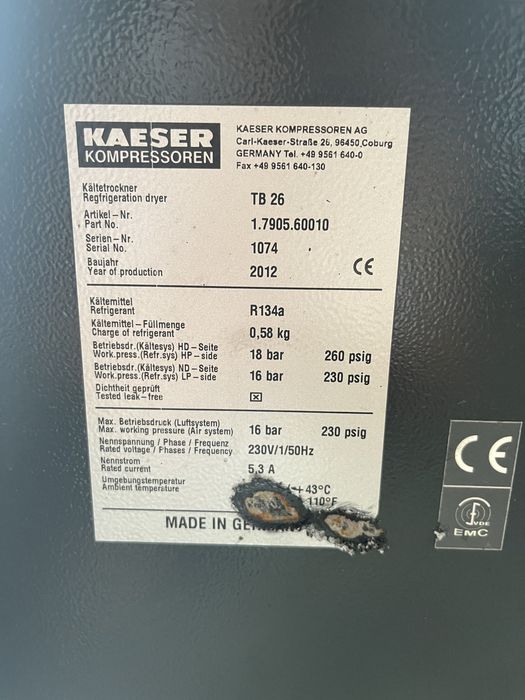 KAESER
KOMPRESSOREN
KAESER KOMPRESSOREN AG
Carl-Kaeser-Straße 26, 96450,Coburg
GERMANY Tel. +49 9561 640-0
Fax +49 9561 640-130
Kältetrockner
Regfrigeration dryer TB 26
Artikel–Nr.
Part No. 1.7905.60010
Serien–Nr.
Serial No. 1074
Baujahr
Year of production 2012 CE
Kältemittel
Refrigerant R134a
Kältemittel–Füllmenge
Charge of refrigerant 0,58 kg
Betriebsdr.(Kältesys) HD–Seite
Work.press.(Refr.sys) HP–side 18 bar 260 psig
Betriebsdr.(Kältesys) ND–Seite
Work.press.(Refr.sys) LP–side 16 bar 230 psig
Dichtheit geprüft
Tested leak–free ☒
Max. Betriebsdruck (Luftsystem)
Max. working pressure (Air system) 16 bar 230 psig
Nennspannung / Phase / Frequenz
Rated voltage / Phases / Frequency 230V/1/50Hz
Nennstrom
Rated current 5,3 A
Umgebungstemperatur
Ambient temperature +43°C
110°F
MADE IN
CE
VDE
EMC